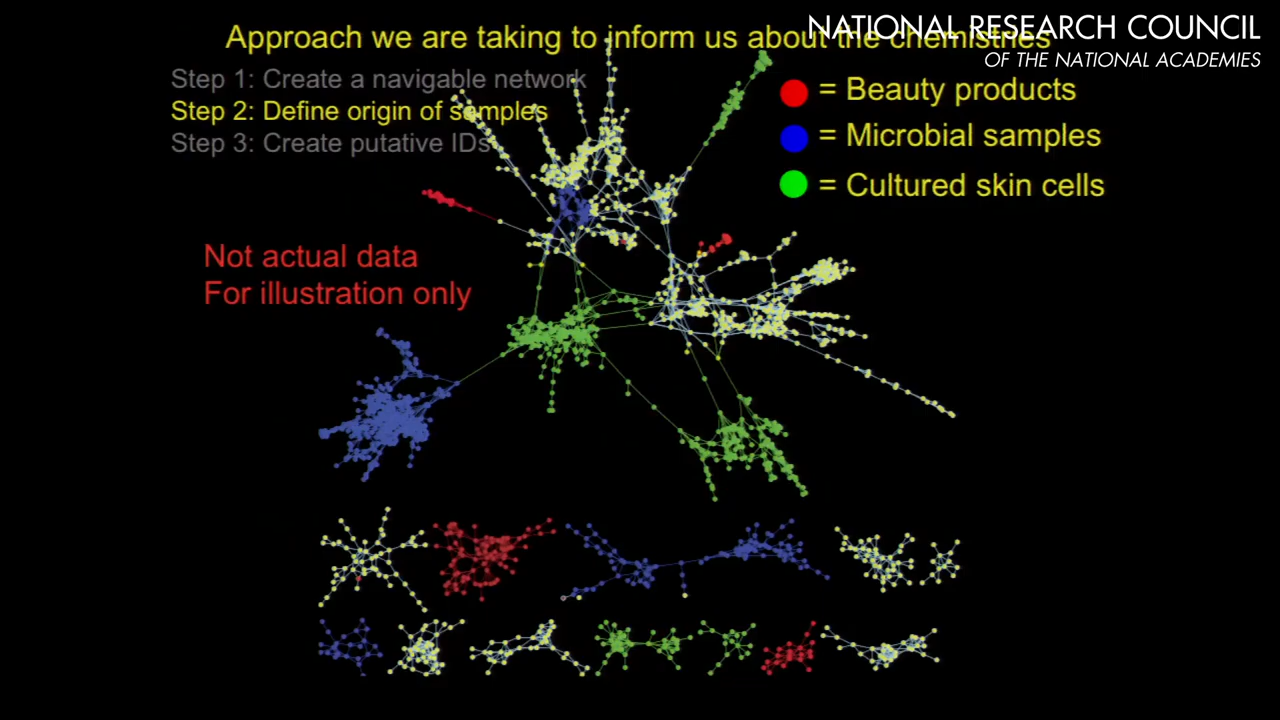 NATIONAL RESEARCH COUNCIL
OF THE NATIONAL ACADEMIES
Approach we are taking to inform us about the chemistries
Step 1: Create a navigable network
Step 2: Define origin of samples
Step 3: Create putative IDs
= Beauty products
= Microbial samples
= Cultured skin cells
Not actual data
For illustration only